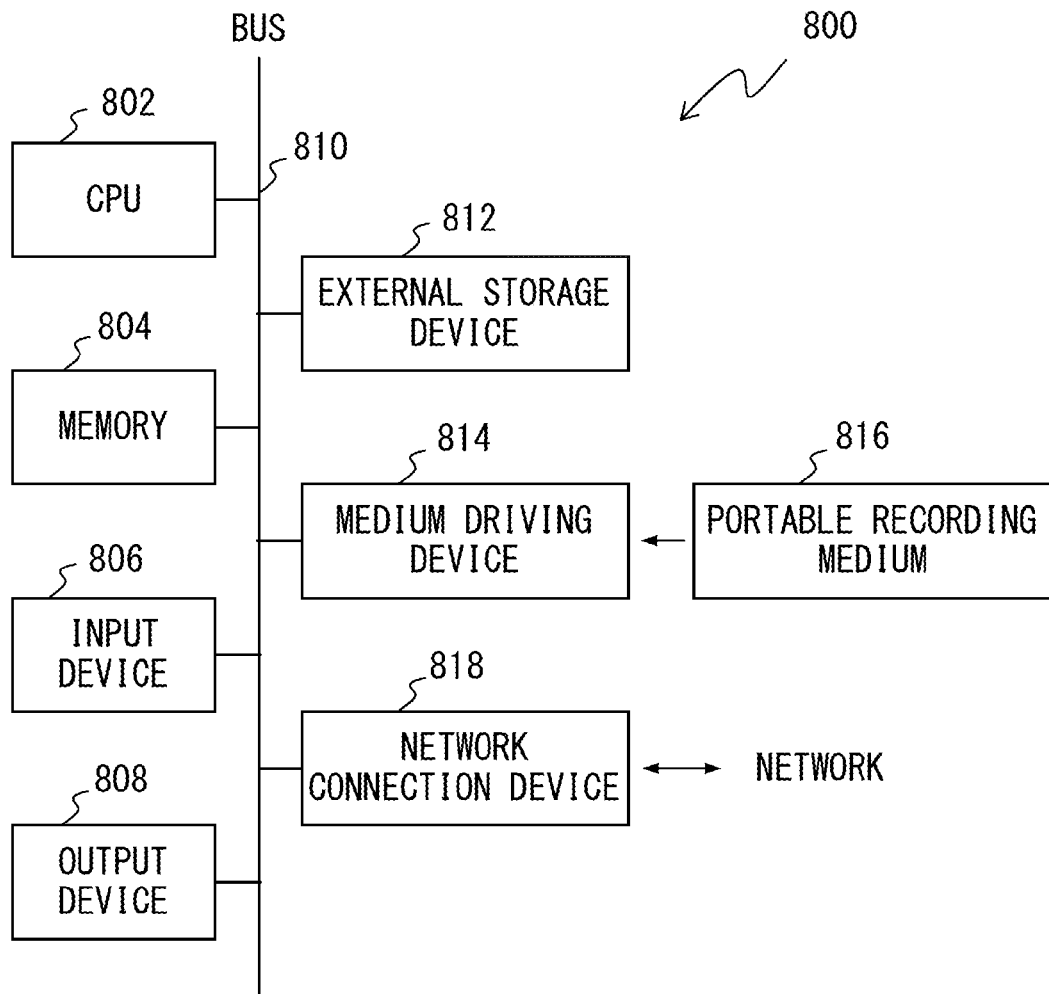 BUS
800
802
CPU
810
812
EXTERNAL STORAGE
DEVICE
804
MEMORY
814
MEDIUM DRIVING
DEVICE
816
PORTABLE RECORDING
MEDIUM
806
INPUT
DEVICE
818
NETWORK
CONNECTION DEVICE
NETWORK
808
OUTPUT
DEVICE